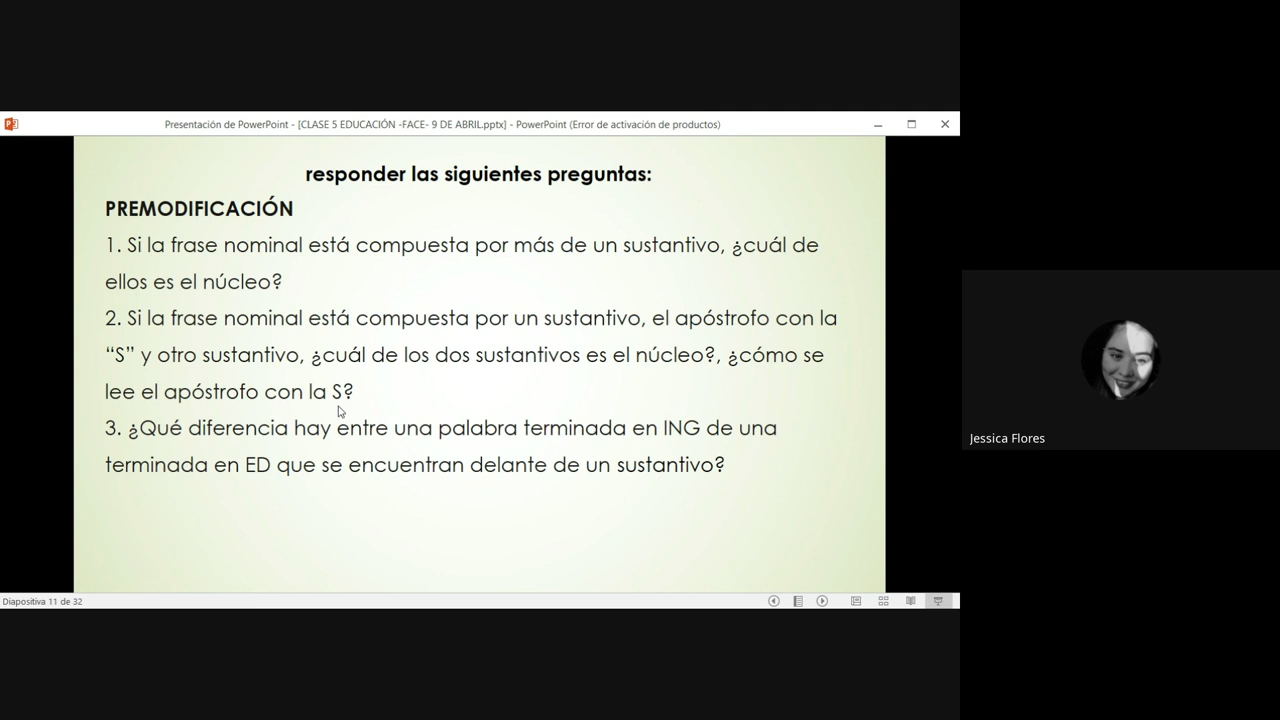 Presentación de PowerPoint - [CLASE 5 EDUCACIÓN -FACE- 9 DE ABRIL.pptx] - PowerPoint (Error de activación de productos)
responder las siguientes preguntas:
PREMODIFICACIÓN
1. Si la frase nominal está compuesta por más de un sustantivo, ¿cuál de
ellos es el núcleo?
2. Si la frase nominal está compuesta por un sustantivo, el apóstrofo con la
“S” y otro sustantivo, ¿cuál de los dos sustantivos es el núcleo?, ¿cómo se
lee el apóstrofo con la S?
3. ¿Qué diferencia hay entre una palabra terminada en ING de una
terminada en ED que se encuentran delante de un sustantivo?
Jessica Flores
Diapositiva 11 de 32